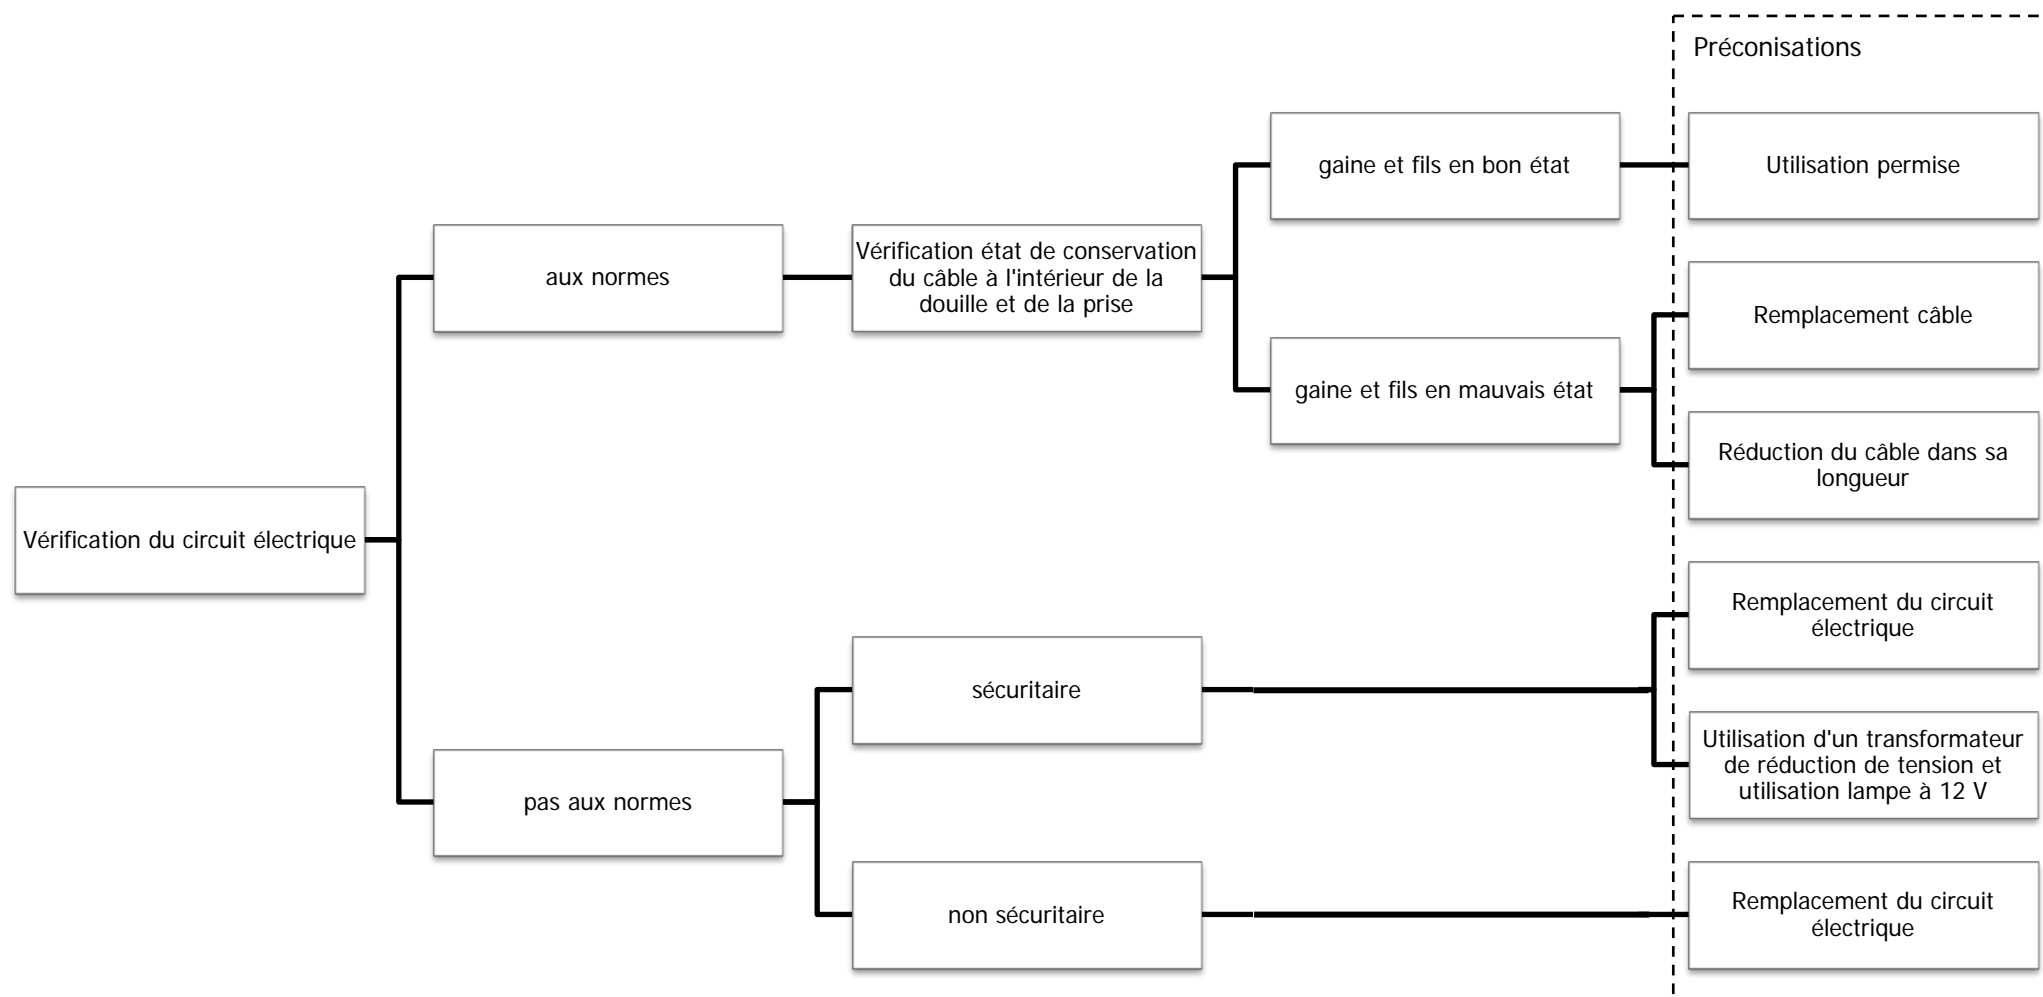 Préconisations
gaine et fils en bon état
Utilisation permise
aux normes
Vérification état de conservation
du câble à l'intérieur de la
douille et de la prise
Remplacement câble
gaine et fils en mauvais état
Réduction du câble dans sa
longueur
Vérification du circuit électrique
Remplacement du circuit
électrique
sécuritaire
Utilisation d'un transformateur
de réduction de tension et
utilisation lampe à 12 V
pas aux normes
non sécuritaire
Remplacement du circuit
électrique